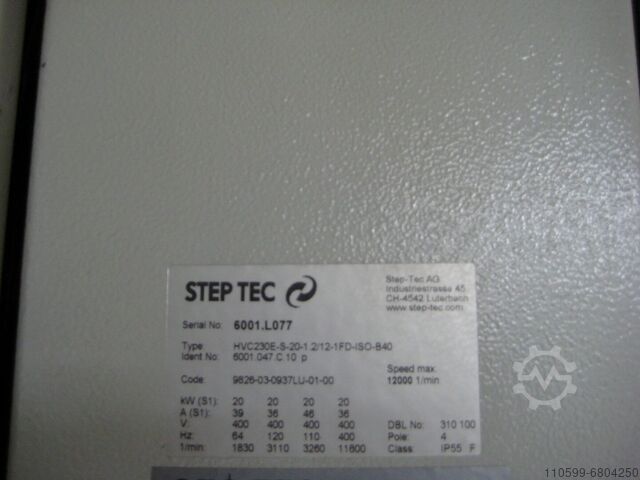 STEP TEC
Step-Tec AG
Industriestrasse 45
CH-4542 Luterbach
www.step-tec.com
Serial No: 6001.L077
Type: HVC230E-S-20-1.2/12-1FD-ISO-B40
Ident No: 6001.047.C.10 p
Speed max.
Code: 9826-03-0937LU-01-00 12000 1/min
kW (S1): 20 20 20 20
A (S1): 39 36 46 36
V: 400 400 400 400 DBL No: 310 100
Hz: 64 120 110 400 Pole: 4
1/min: 1830 3110 3260 11800 Class: IP55 F
110599-6804250